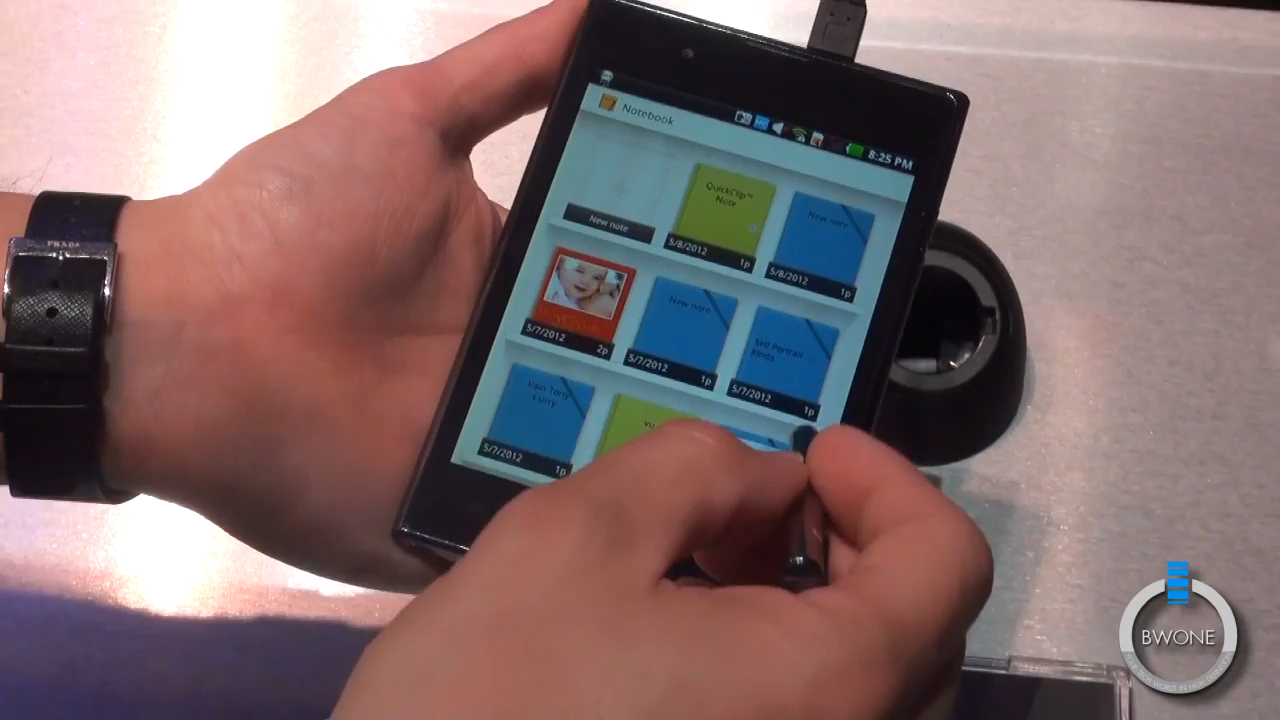 PRADA
Notebook
8:25 PM
New note
QuickClip™
Note
5/8/2012 1p
New note
5/8/2012 1p
5/7/2012 2p
New note
5/7/2012 1p
Self Portrait ...
Kinda
5/7/2012 1p
Vain Tony
Curry
5/7/2012 1p
BWONE